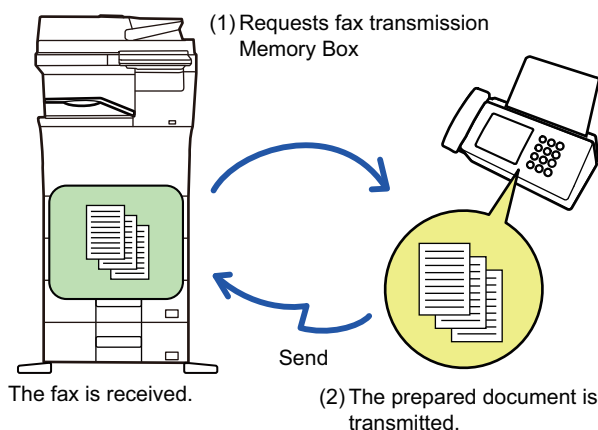 (1) Requests fax transmission
Memory Box
Send
The fax is received.
(2) The prepared document is
transmitted.